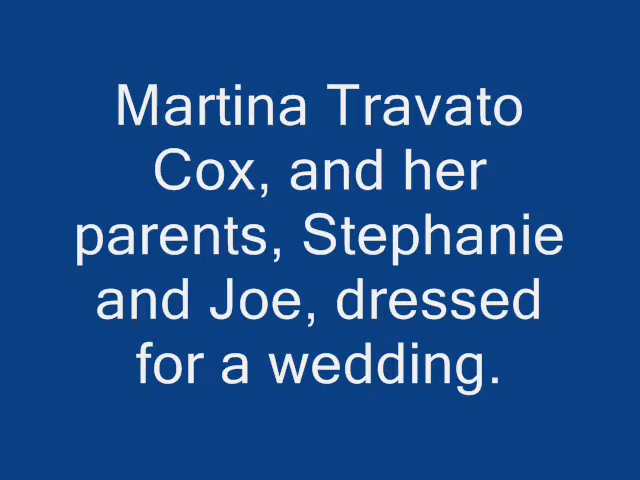 Martina Travato
Cox, and her
parents, Stephanie
and Joe, dressed
for a wedding.